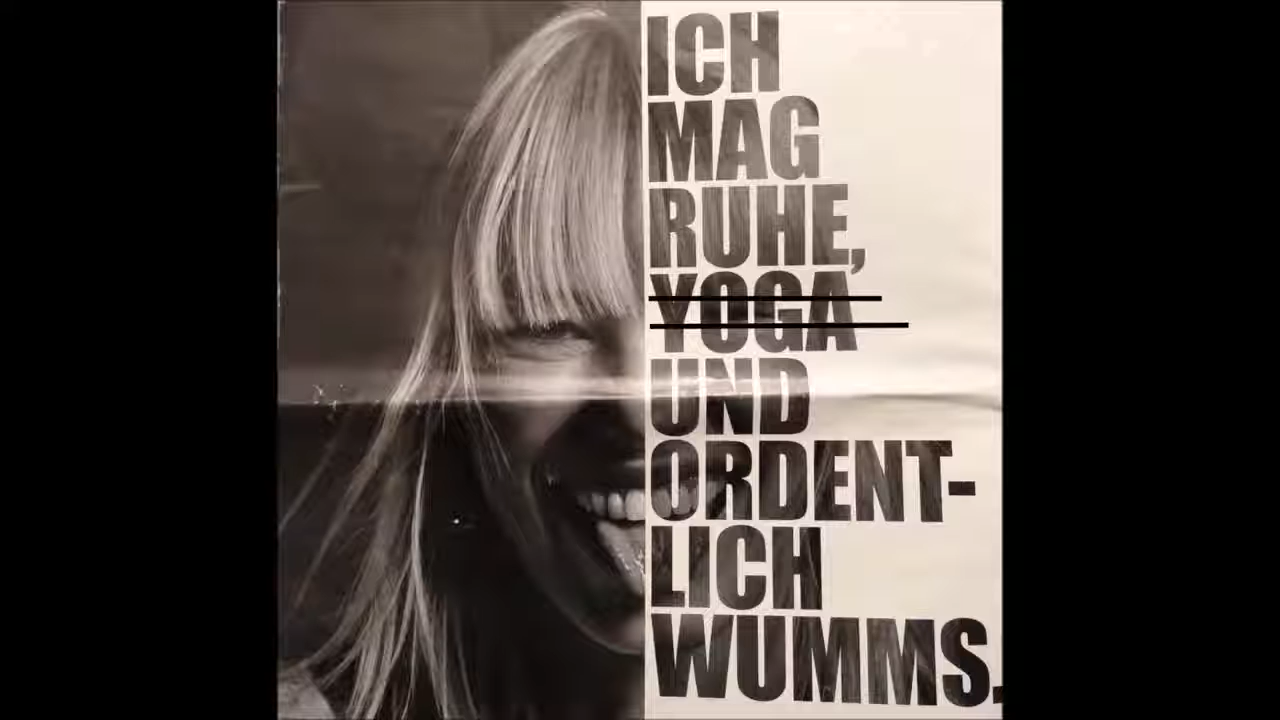 ICH
MAG
RUHE,
YOGA
UND
ORDENT-
LICH
WUMMS.